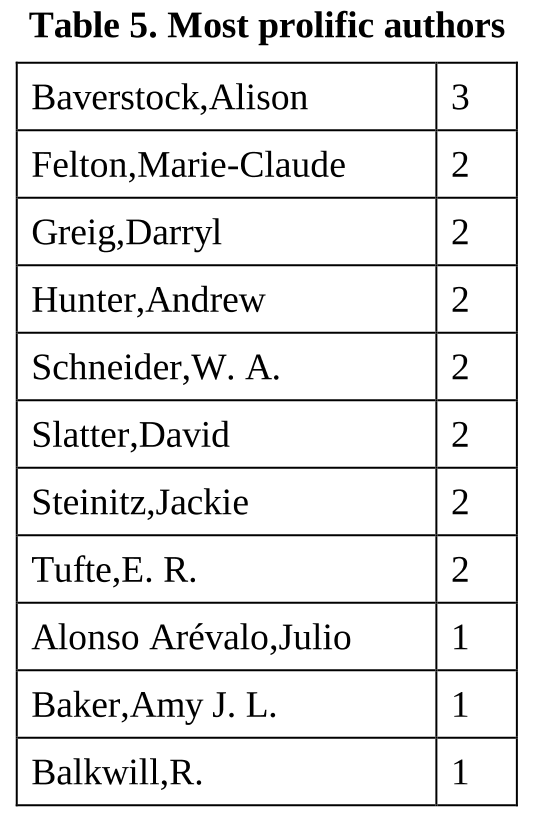 Table 5. Most prolific authors
Baverstock,Alison 3
Felton,Marie-Claude 2
Greig,Darryl 2
Hunter,Andrew 2
Schneider,W. A. 2
Slatter,David 2
Steinitz,Jackie 2
Tufte,E. R. 2
Alonso Arévalo,Julio 1
Baker,Amy J. L. 1
Balkwill,R. 1